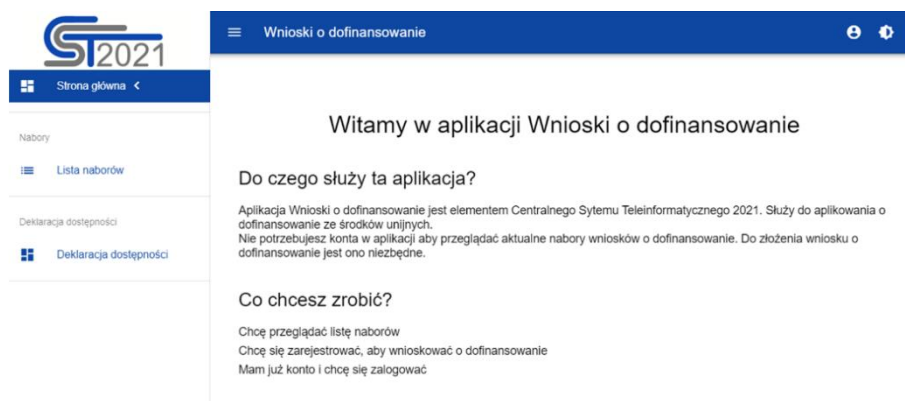 CST2021
Wnioski o dofinansowanie
Strona główna
Nabory
Lista naborów
Deklaracja dostępności
Deklaracja dostępności
Witamy w aplikacji Wnioski o dofinansowanie
Do czego służy ta aplikacja?
Aplikacja Wnioski o dofinansowanie jest elementem Centralnego Sytemu Teleinformatycznego 2021. Służy do aplikowania o
dofinansowanie ze środków unijnych.
Nie potrzebujesz konta w aplikacji aby przeglądać aktualne nabory wniosków o dofinansowanie. Do złożenia wniosku o
dofinansowanie jest ono niezbędne.
Co chcesz zrobić?
Chcę przeglądać listę naborów
Chcę się zarejestrować, aby wnioskować o dofinansowanie
Mam już konto i chcę się zalogować